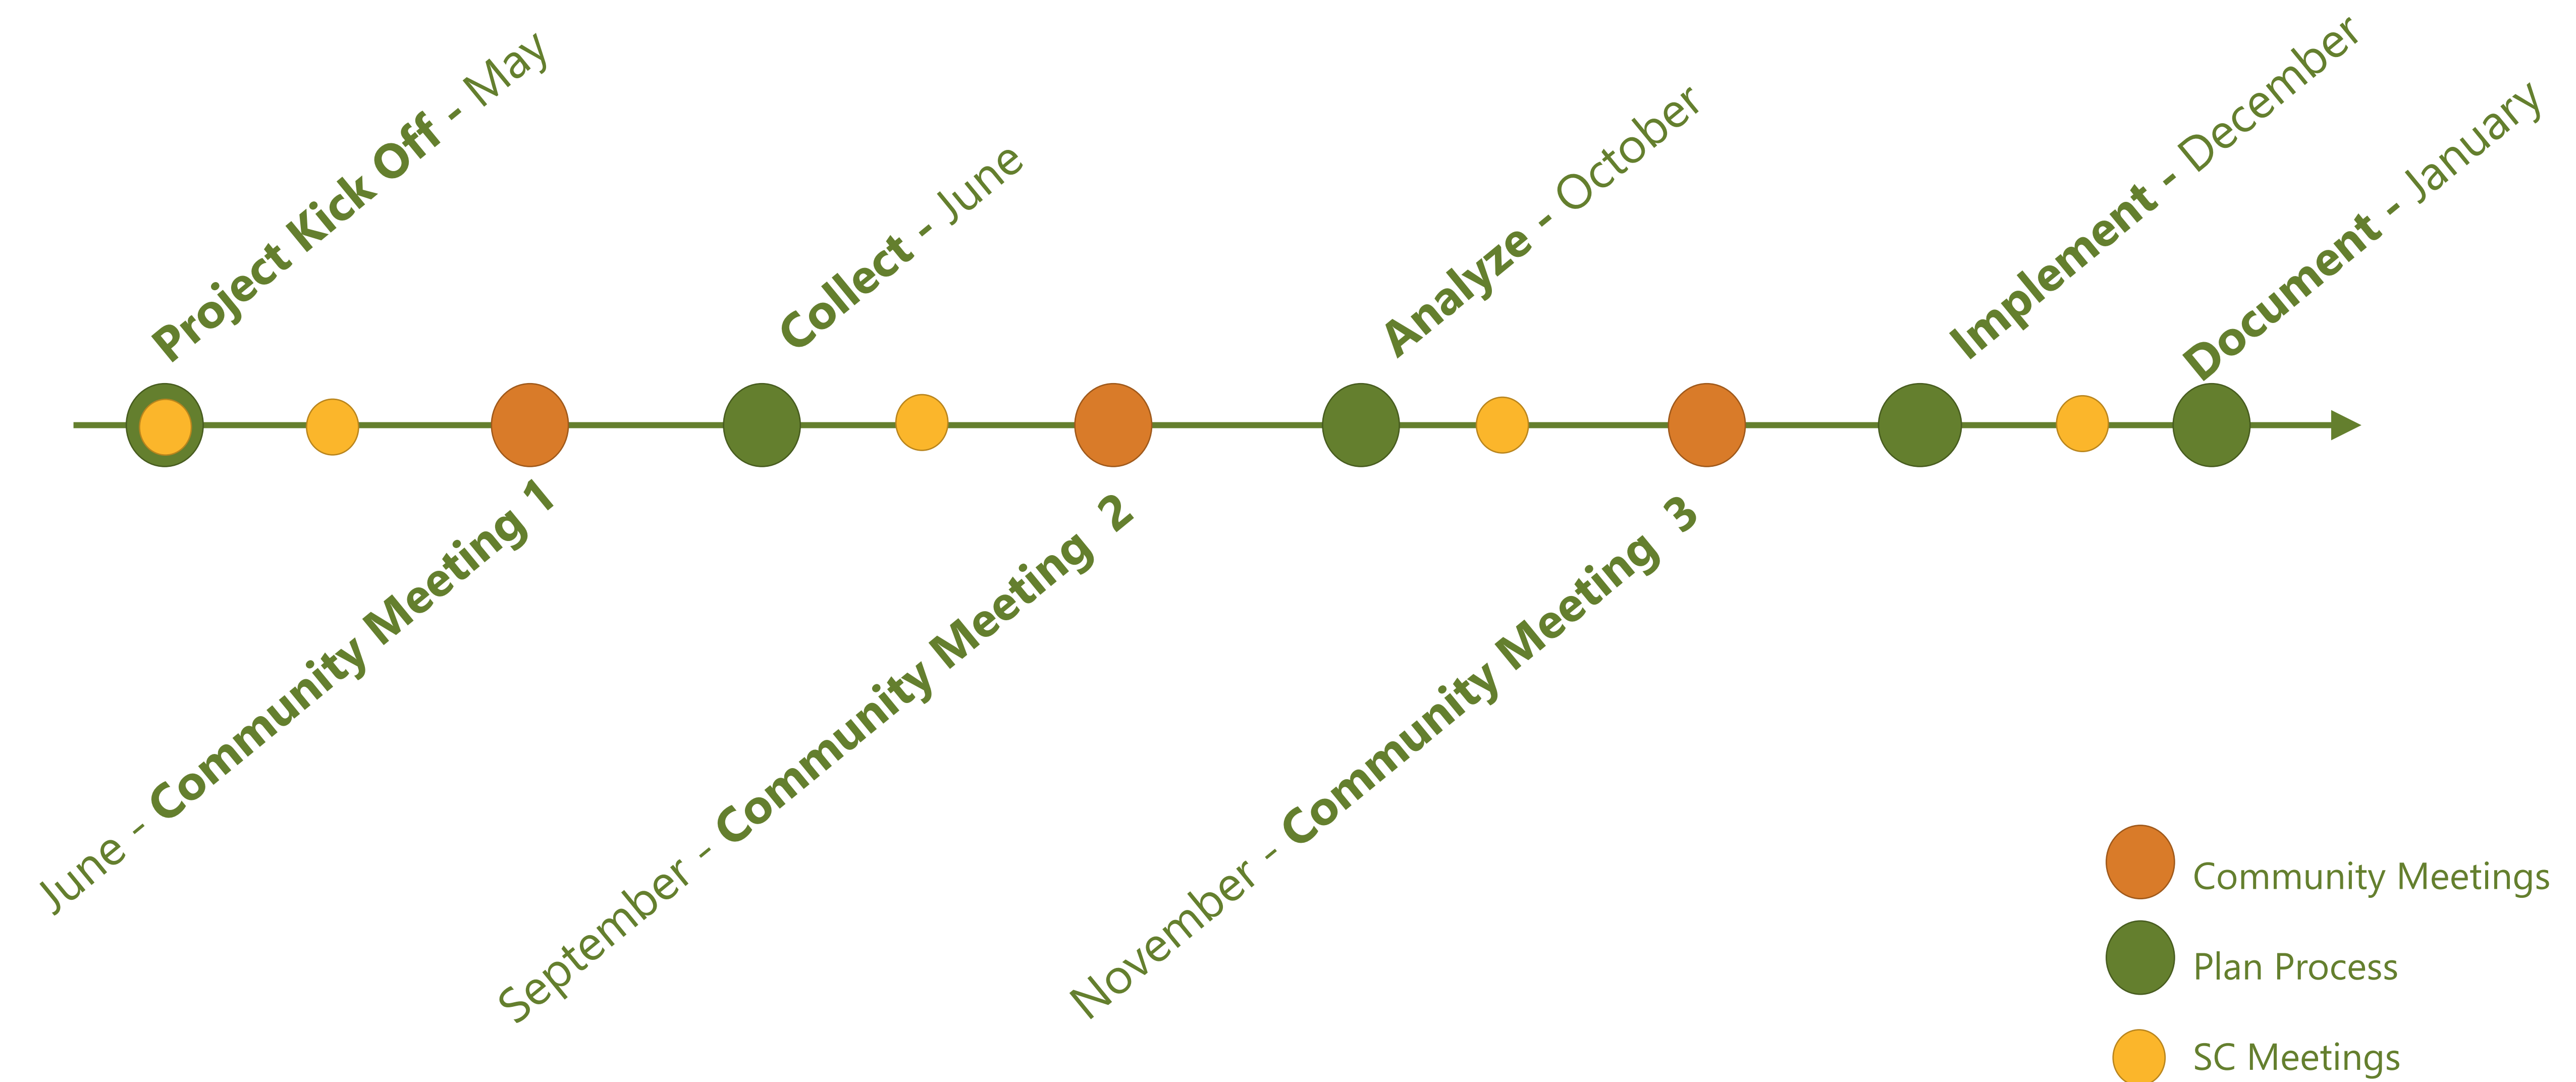 Project Kick Off - May
Collect - June
Analyze - October
Implement - December
Document - January
June - Community Meeting 1
September - Community Meeting 2
November - Community Meeting 3
Community Meetings
Plan Process
SC Meetings